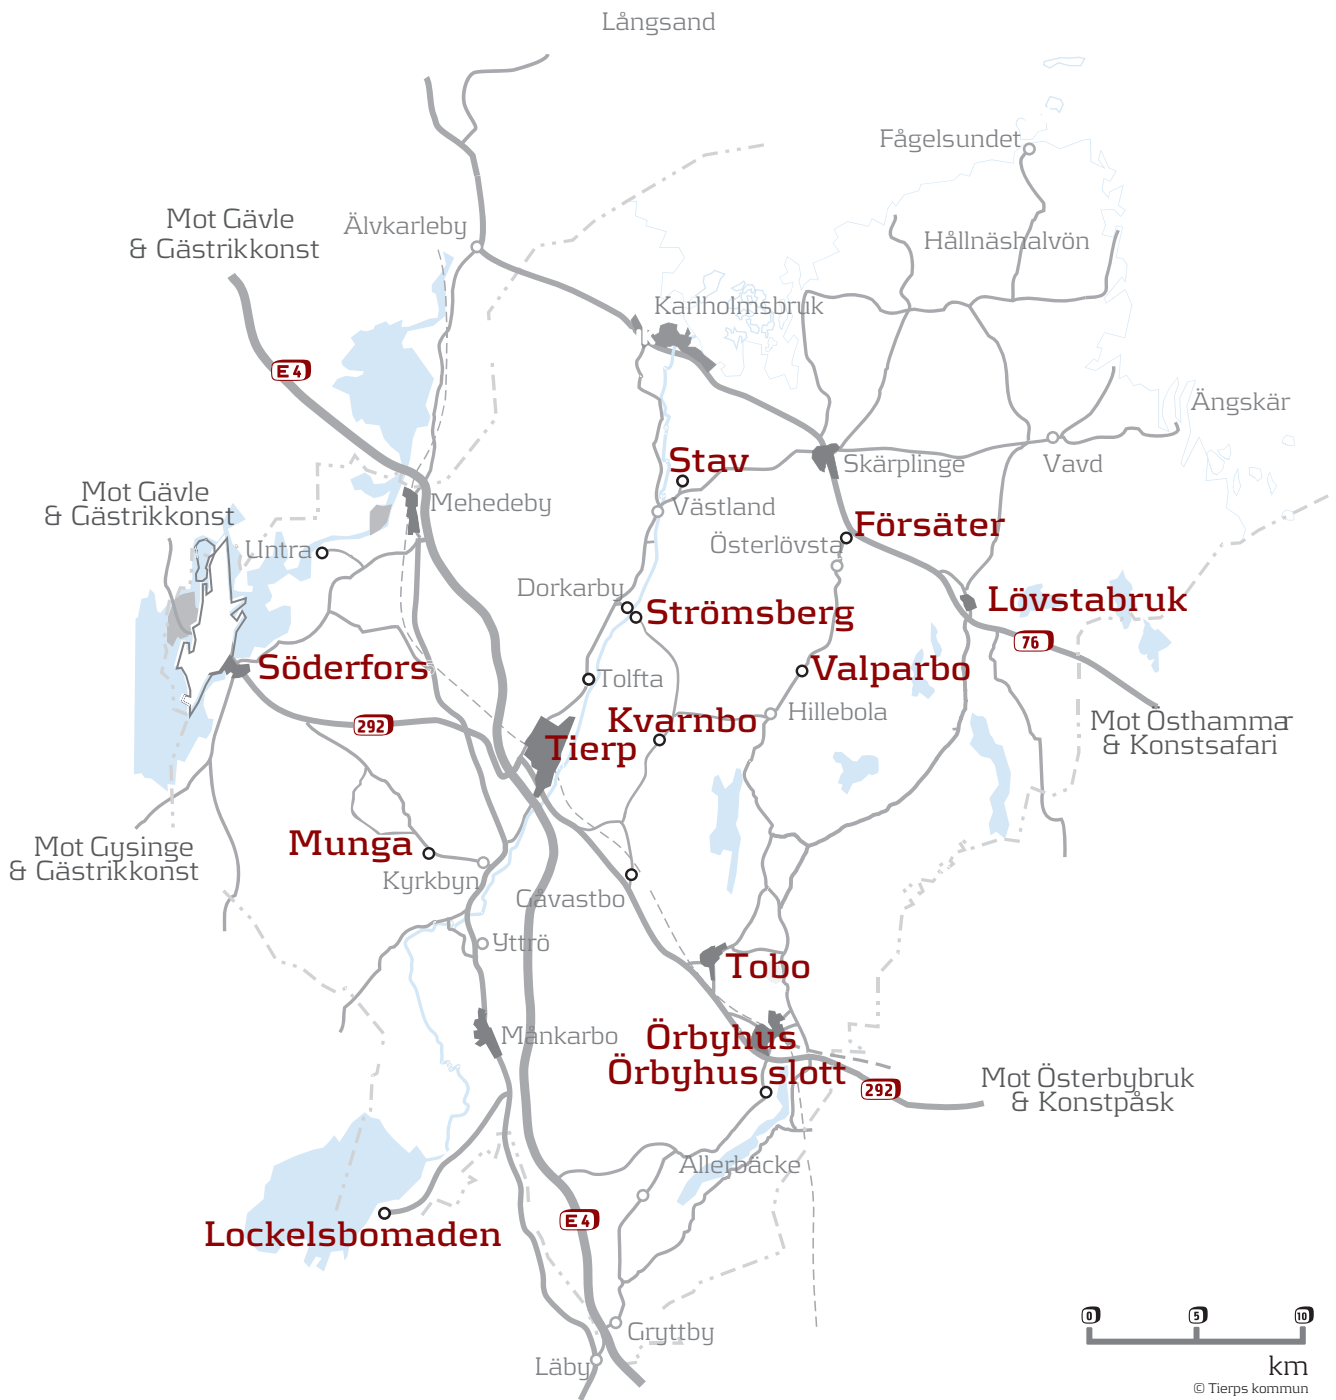 Långsand
Fågelsundet
Mot Gävle
& Gästrikkonst
Älvkarleby
Hållnäshalvön
Karlholmsbruk
E4
Ängskär
Stav
Skärplinge
Vavd
Mot Gävle
& Gästrikkonst
Mehedeby
Västland
Försäter
Untra
Österlövsta
Dorkarby
Strömsberg
Lövstabruk
76
Söderfors
Tolfta
Valparbo
292
Kvarnbo
Hillebola
Mot Östhammar
& Konstsafari
Tierp
Munga
Mot Gysinge
& Gästrikkonst
Kyrkbyn
Gåvastbo
Yttrö
Tobo
Månkarbo
Örbyhus
Örbyhus slott
292
Mot Österbybruk
& Konstpåsk
Allerbäcke
Lockelsbomaden
E4
Gryttby
Läby
0 5 10
km
© Tierps kommun